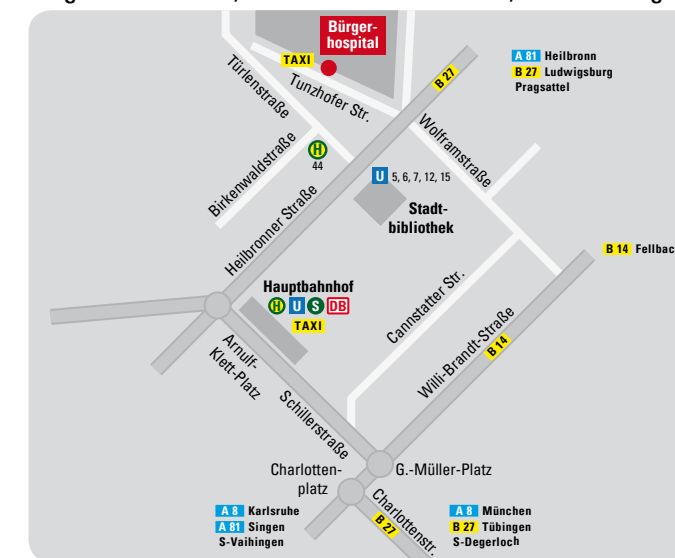 Bürger-
hospital
TAXI
B 27
A 81 Heilbronn
B 27 Ludwigsburg
Pragsattel
Türlenstraße
Tunzhofer Str.
Wolframstraße
Birkenwaldstraße
H
44
U 5, 6, 7, 12, 15
Stadt-
bibliothek
Heilbronner Straße
B 14 Fellbac
Hauptbahnhof
H U S DB
TAXI
Cannstatter Str.
Willi-Brandt-Straße
B 14
Arnulf-
Klett-Platz
Schillerstraße
Charlotten-
platz
G.-Müller-Platz
Charlottenstr.
B 27
A 8 Karlsruhe
A 81 Singen
S-Vaihingen
A 8 München
B 27 Tübingen
S-Degerloch